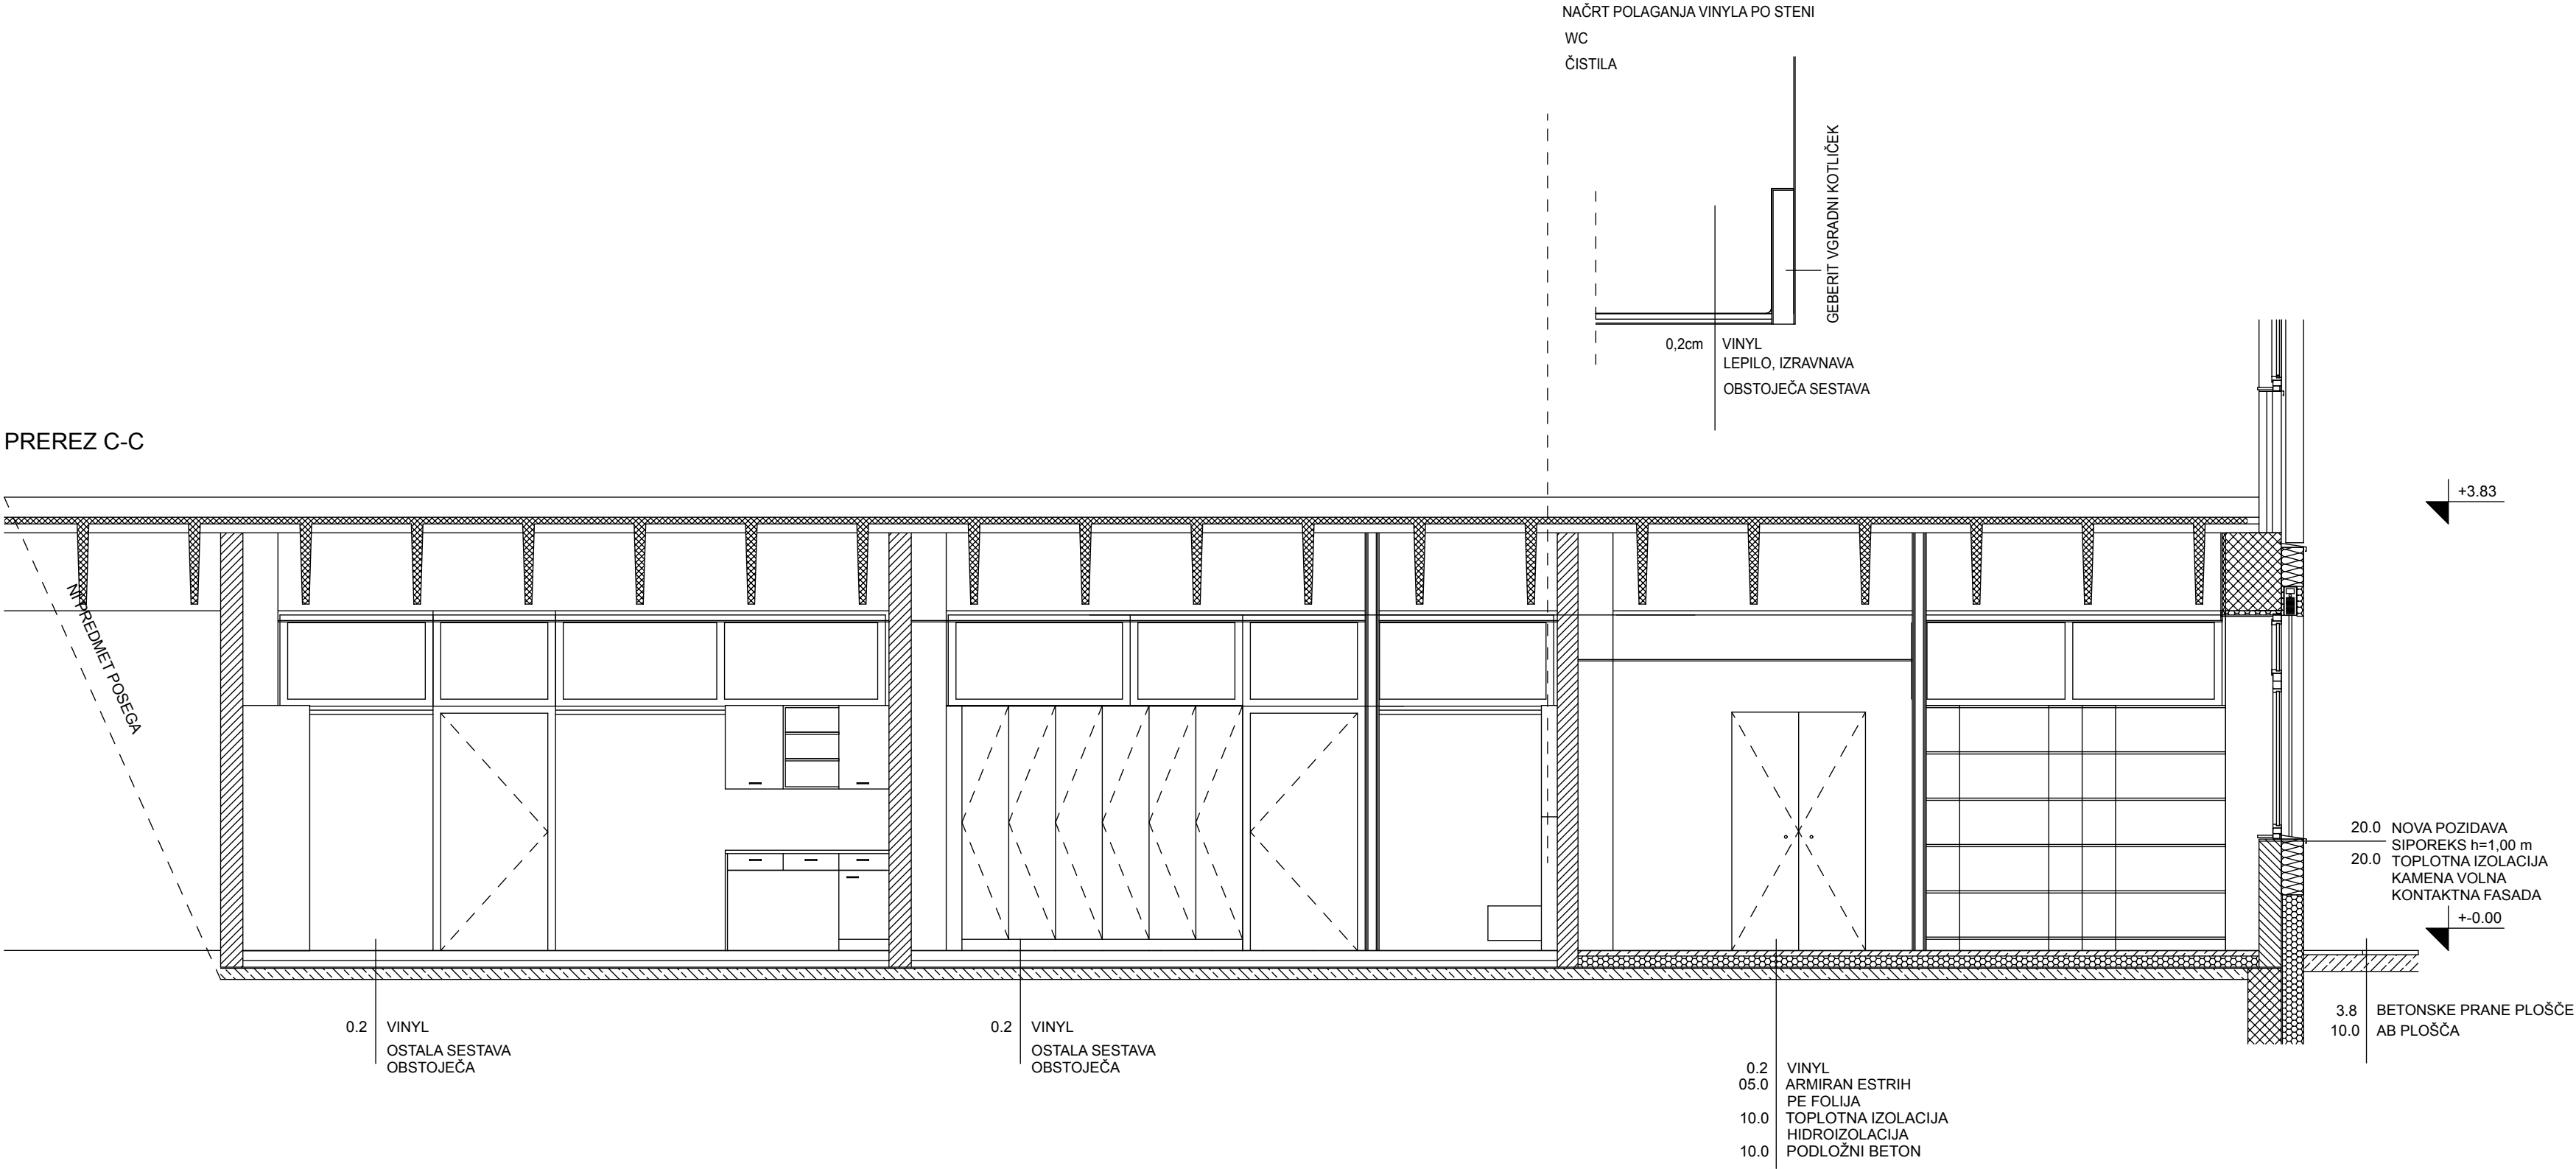 NAČRT POLAGANJA VINYLA PO STENI
WC
ČISTILA
GEBERIT VGRADNI KOTLIČEK
0,2cm VINYL
LEPILO, IZRAVNAVA
OBSTOJEČA SESTAVA
PREREZ C-C
+3.83
NI PREDMET POSEGA
20.0 NOVA POZIDAVA
SIPOREKS h=1,00 m
20.0 TOPLOTNA IZOLACIJA
KAMENA VOLNA
KONTAKTNA FASADA
+-0.00
3.8 BETONSKE PRANE PLOŠČE
10.0 AB PLOŠČA
0.2 VINYL
OSTALA SESTAVA
OBSTOJEČA
0.2 VINYL
OSTALA SESTAVA
OBSTOJEČA
0.2 VINYL
05.0 ARMIRAN ESTRIH
PE FOLIJA
10.0 TOPLOTNA IZOLACIJA
HIDROIZOLACIJA
10.0 PODLOŽNI BETON